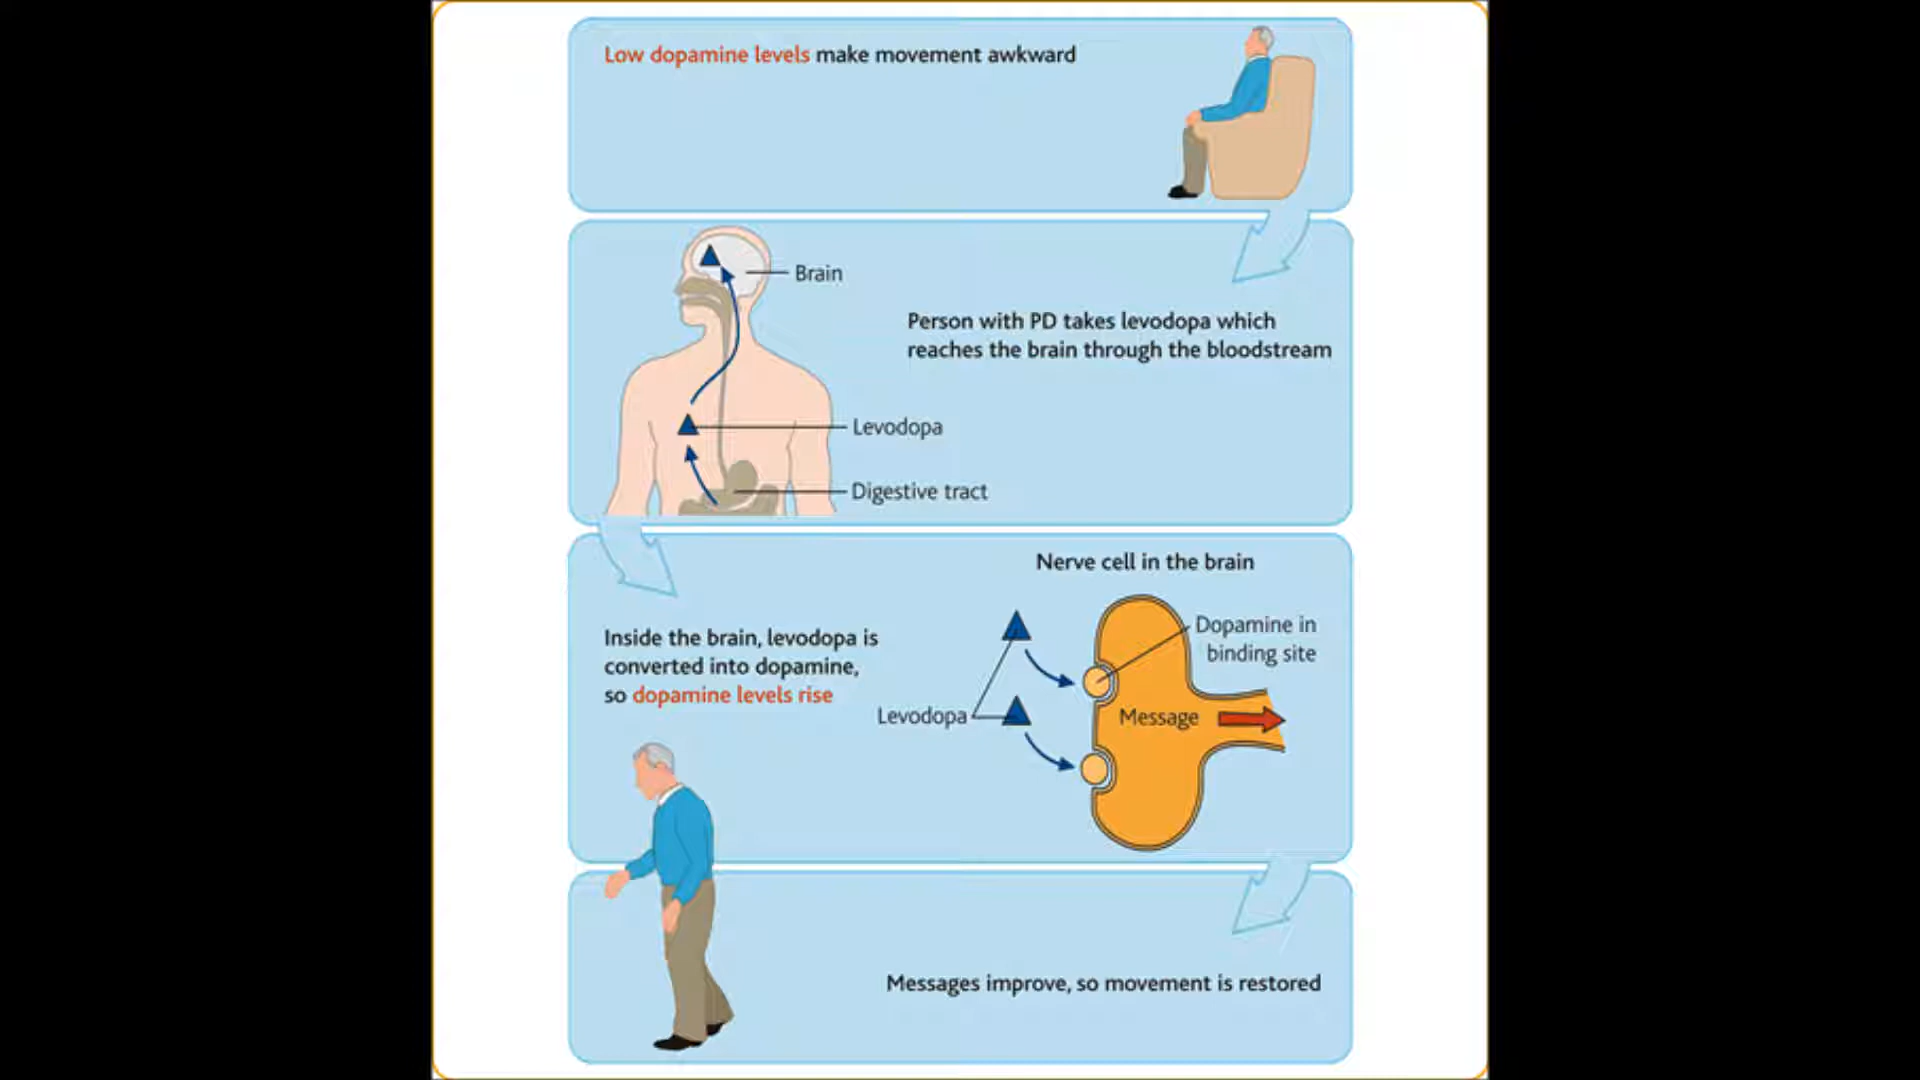 Low dopamine levels make movement awkward
Brain
Person with PD takes levodopa which
reaches the brain through the bloodstream
Levodopa
Digestive tract
Nerve cell in the brain
Inside the brain, levodopa is
converted into dopamine,
so dopamine levels rise
Dopamine in
binding site
Levodopa
Message
Messages improve, so movement is restored